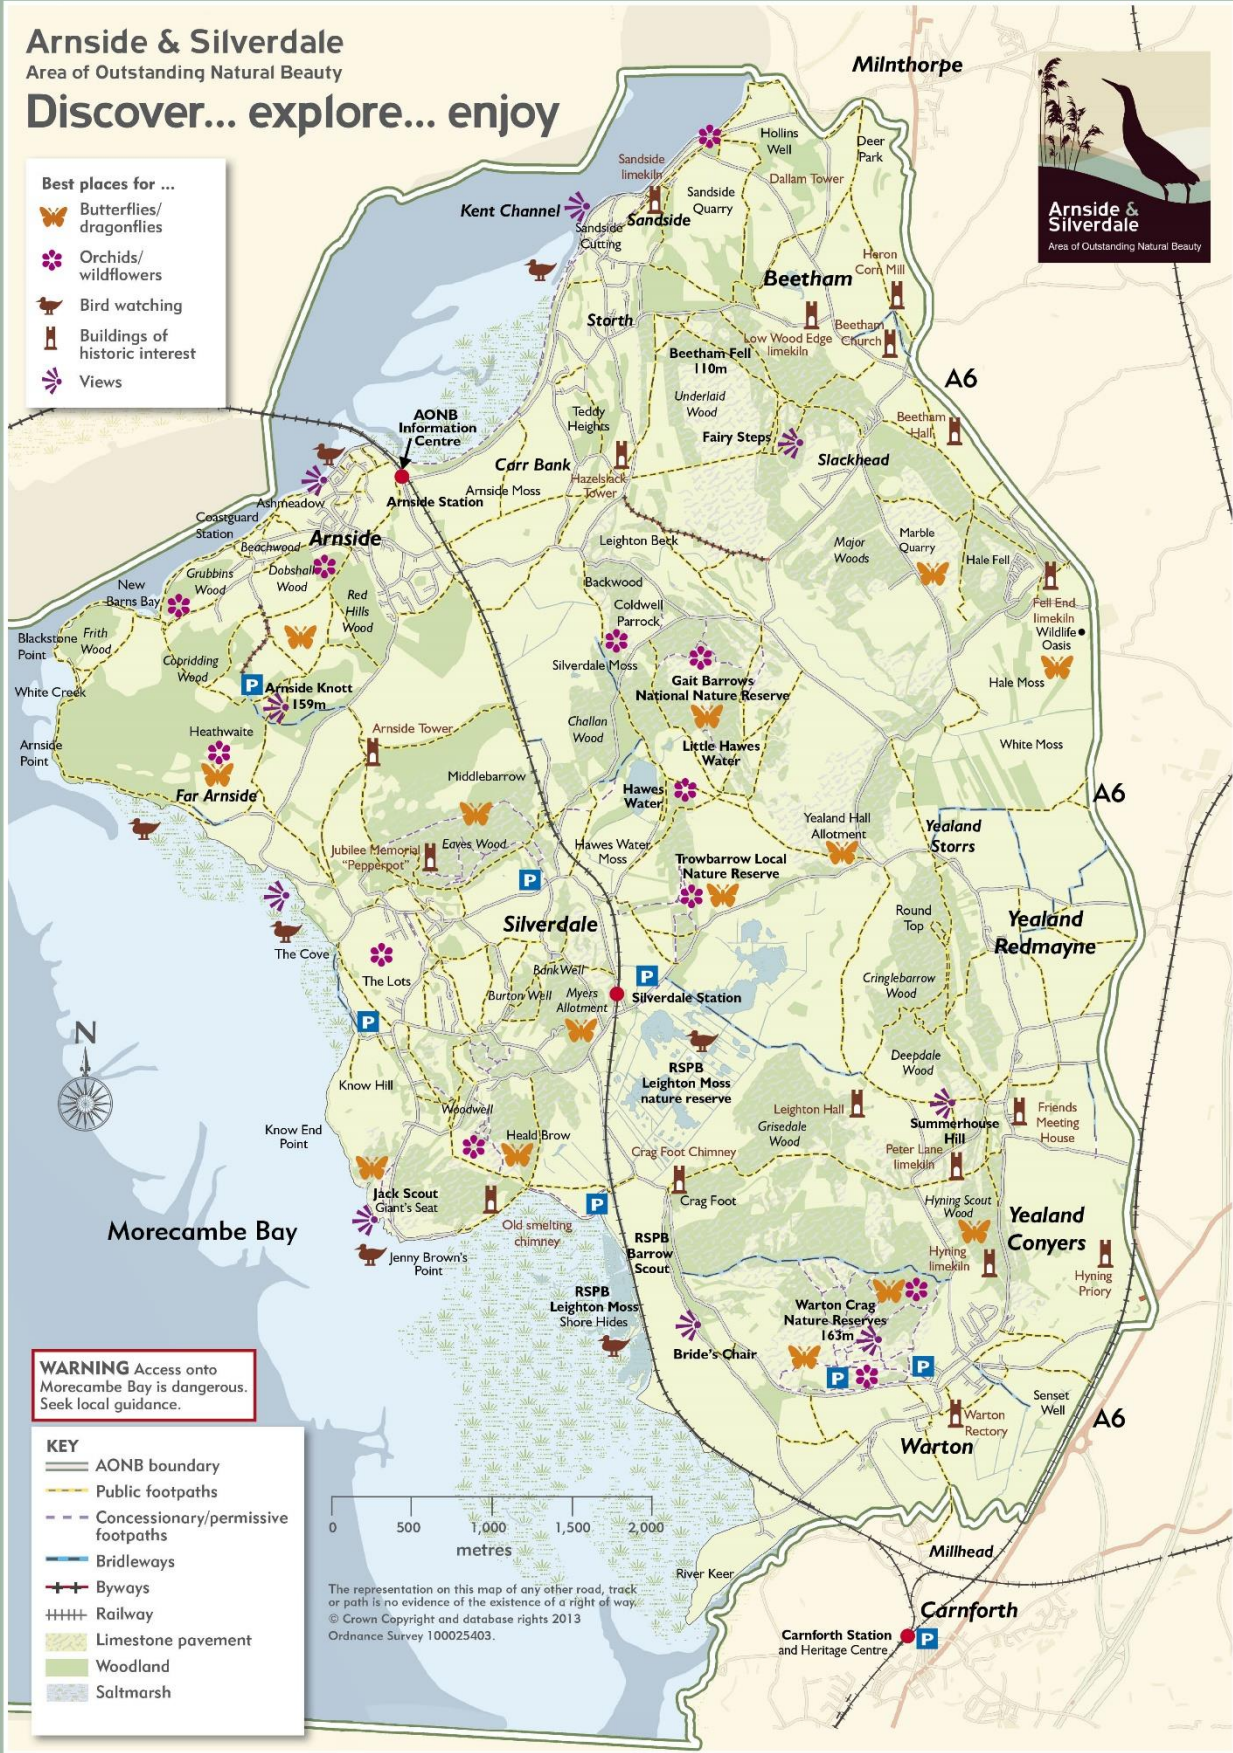 Arnside & Silverdale
Area of Outstanding Natural Beauty
Discover... explore... enjoy
Best places for ...
Butterflies/
dragonflies
Orchids/
wildflowers
Bird watching
Buildings of
historic interest
Views
Milnthorpe
Arnside &
Silverdale
Area of Outstanding Natural Beauty
Hollins
Well
Deer
Park
Sandside
limekiln
Dallam Tower
Sandside
Quarry
Kent Channel
Sandside
Sandside
Cutting
Heron
Corn Mill
Beetham
Storth
Low Wood Edge
limekiln
Beetham
Church
Beetham Fell
110m
A6
Underlaid
Wood
Teddy
Heights
AONB
Information
Centre
Beetham
Hall
Fairy Steps
Slackhead
Carr Bank
Hazelslack
Tower
Arnside Moss
Arnside Station
Ashmeadow
Coastguard
Station
Arnside
Beachwood
Leighton Beck
Major
Woods
Marble
Quarry
Hale Fell
Grubbins
Wood
Dobshall
Wood
New
Barns Bay
Red
Hills
Wood
Backwood
Coldwell
Parrock
Fell End
limekiln
Wildlife
Oasis
Blackstone
Point
Frith
Wood
Copridding
Wood
Silverdale Moss
Gait Barrows
National Nature Reserve
Hale Moss
White Creek
P
Arnside Knott
159m
Heathwaite
Arnside Tower
Challan
Wood
Little Hawes
Water
White Moss
Arnside
Point
Middlebarrow
Far Arnside
Hawes
Water
A6
Yealand Hall
Allotment
Yealand
Storrs
Jubilee Memorial
"Pepperpot"
Eaves Wood
Hawes Water
Moss
Trowbarrow Local
Nature Reserve
P
Silverdale
Round
Top
Yealand
Redmayne
The Cove
The Lots
Bank Well
Burton Well
Myers
Allotment
P
Silverdale Station
Cringlebarrow
Wood
P
N
RSPB
Leighton Moss
nature reserve
Deepdale
Wood
Know Hill
Woodwell
Leighton Hall
Grisedale
Wood
Summerhouse
Hill
Friends
Meeting
House
Know End
Point
Heald Brow
Crag Foot Chimney
Peter Lane
limekiln
Jack Scout
Giant's Seat
P
Crag Foot
Hyning Scout
Wood
Morecambe Bay
Old smelting
chimney
Yealand
Conyers
Jenny Brown's
Point
RSPB
Barrow
Scout
Hyning
limekiln
Hyning
Priory
RSPB
Leighton Moss
Shore Hides
Warton Crag
Nature Reserves
163m
Bride's Chair
P
P
Senset
Well
A6
Warton
Rectory
Warton
WARNING Access onto
Morecambe Bay is dangerous.
Seek local guidance.
KEY
AONB boundary
Public footpaths
Concessionary/permissive
footpaths
Bridleways
Byways
Railway
Limestone pavement
Woodland
Saltmarsh
0 500 1,000 1,500 2,000
metres
The representation on this map of any other road, track
or path is no evidence of the existence of a right of way.
© Crown Copyright and database rights 2013
Ordnance Survey 100025403.
River Keer
Millhead
Carnforth
Carnforth Station
and Heritage Centre
P